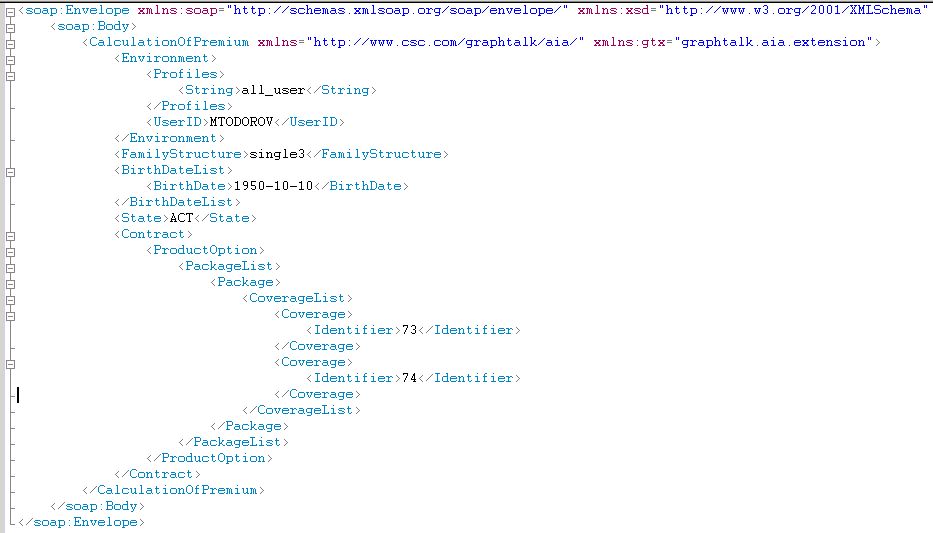 <soap:Envelope xmlns:soap="http://schemas.xmlsoap.org/soap/envelope/" xmlns:xsd="http://www.w3.org/2001/XMLSchema"
<soap:Body>
<CalculationOfPremium xmlns="http://www.csc.com/graphtalk/aia/" xmlns:gtx="graphtalk.aia.extension">
<Environment>
<Profiles>
<String>all_user</String>
</Profiles>
<UserID>MTODOROV</UserID>
</Environment>
<FamilyStructure>single3</FamilyStructure>
<BirthDateList>
<BirthDate>1950-10-10</BirthDate>
</BirthDateList>
<State>ACT</State>
<Contract>
<ProductOption>
<PackageList>
<Package>
<CoverageList>
<Coverage>
<Identifier>73</Identifier>
</Coverage>
<Coverage>
<Identifier>74</Identifier>
</Coverage>
</CoverageList>
</Package>
</PackageList>
</ProductOption>
</Contract>
</CalculationOfPremium>
</soap:Body>
</soap:Envelope>